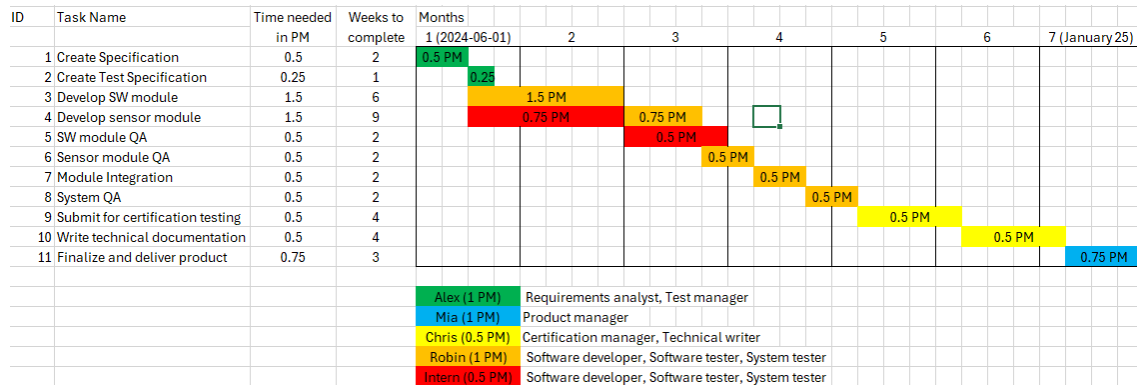 ID Task Name Time needed Weeks to Months
in PM complete 1 (2024-06-01) 2 3 4 5 6 7 (January 25)
1 Create Specification 0.5 2 0.5 PM
2 Create Test Specification 0.25 1 0.25
3 Develop SW module 1.5 6 1.5 PM
4 Develop sensor module 1.5 9 0.75 PM 0.75 PM
5 SW module QA 0.5 2 0.5 PM
6 Sensor module QA 0.5 2 0.5 PM
7 Module Integration 0.5 2 0.5 PM
8 System QA 0.5 2 0.5 PM
9 Submit for certification testing 0.5 4 0.5 PM
10 Write technical documentation 0.5 4 0.5 PM
11 Finalize and deliver product 0.75 3 0.75 PM
Alex (1 PM) Requirements analyst, Test manager
Mia (1 PM) Product manager
Chris (0.5 PM) Certification manager, Technical writer
Robin (1 PM) Software developer, Software tester, System tester
Intern (0.5 PM) Software developer, Software tester, System tester